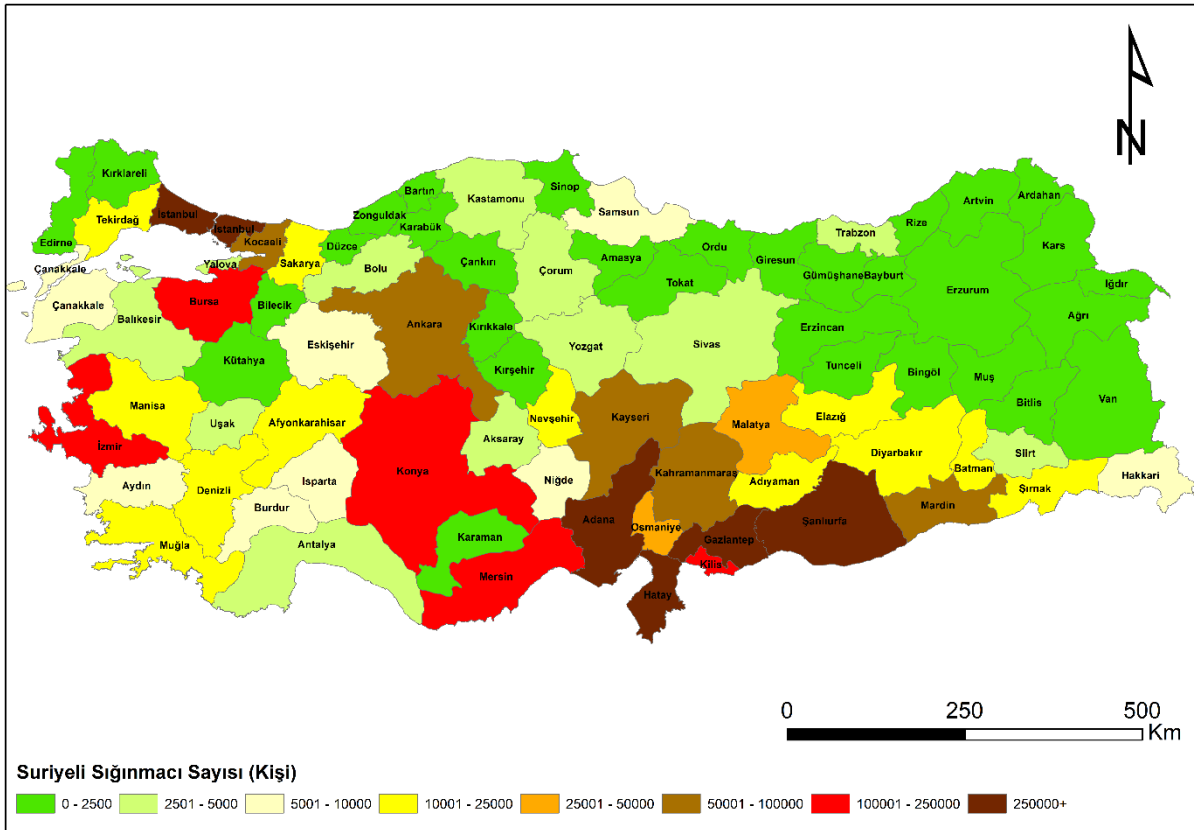 N
Kırklareli
Edirne
Tekirdağ
İstanbul
İstanbul
Kocaeli
Yalova
Sakarya
Düzce
Zonguldak
Bartın
Karabük
Kastamonu
Sinop
Samsun
Bolu
Çankırı
Çorum
Amasya
Tokat
Ordu
Giresun
Trabzon
Gümüşhane
Bayburt
Rize
Artvin
Ardahan
Kars
Iğdır
Ağrı
Erzurum
Erzincan
Çanakkale
Çanakkale
Balıkesir
Bursa
Bilecik
Kütahya
Eskişehir
Ankara
Kırıkkale
Kırşehir
Yozgat
Sivas
Tunceli
Bingöl
Muş
Bitlis
Van
Manisa
İzmir
Uşak
Afyonkarahisar
Konya
Aksaray
Nevşehir
Kayseri
Malatya
Elazığ
Diyarbakır
Batman
Siirt
Şırnak
Hakkari
Aydın
Denizli
Burdur
Isparta
Niğde
Kahramanmaraş
Adıyaman
Şanlıurfa
Mardin
Muğla
Antalya
Karaman
Mersin
Adana
Osmaniye
Gaziantep
Kilis
Hatay
0 250 500
Km
Suriyeli Sığınmacı Sayısı (Kişi)
0 - 2500 2501 - 5000 5001 - 10000 10001 - 25000 25001 - 50000 50001 - 100000 100001 - 250000 250000+